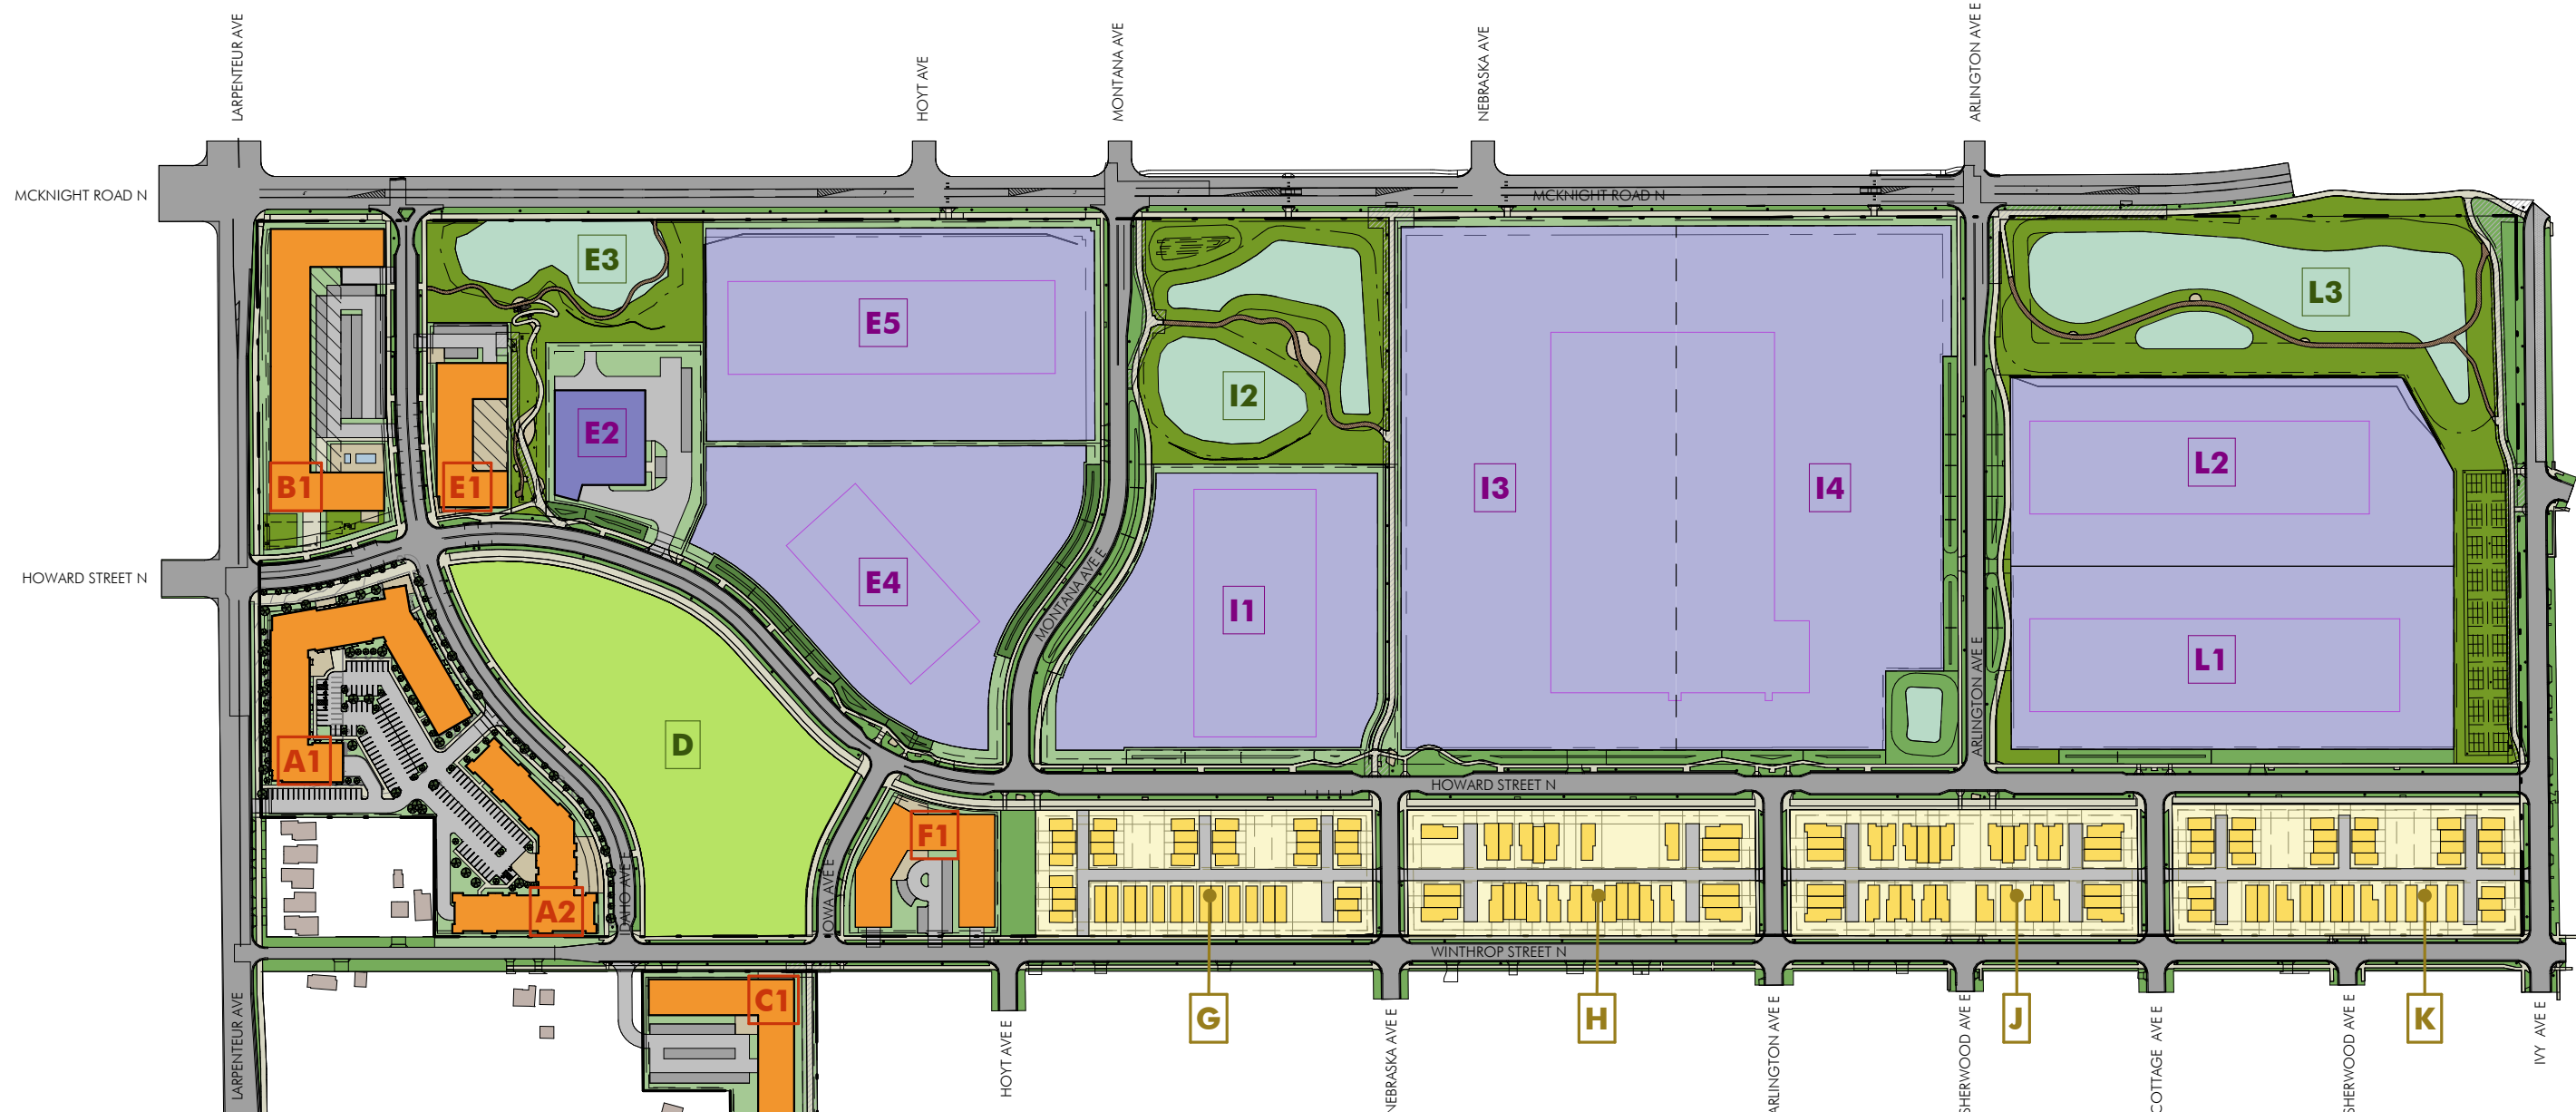 LARPENTEUR AVE
HOYT AVE
MONTANA AVE
NEBRASKA AVE
ARLINGTON AVE E
MCKNIGHT ROAD N
MCKNIGHT ROAD N
E3
E5
I2
L3
E2
B1
E1
I3
I4
L2
HOWARD STREET N
E4
MONTANA AVE E
I1
L1
ARLINGTON AVE E
D
A1
HOWARD STREET N
F1
A2
IDAHO AVE E
IOWA AVE E
WINTHROP STREET N
C1
G
H
J
K
LARPENTEUR AVE
HOYT AVE E
NEBRASKA AVE E
ARLINGTON AVE E
SHERWOOD AVE E
COTTAGE AVE E
SHERWOOD AVE E
IVY AVE E